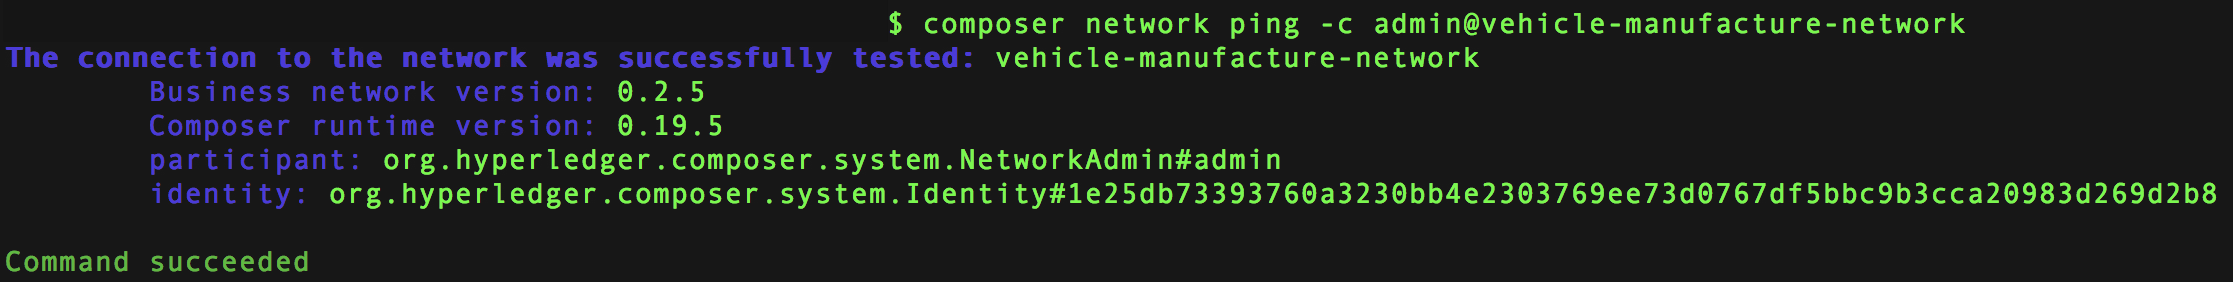 $ composer network ping -c admin@vehicle-manufacture-network
The connection to the network was successfully tested: vehicle-manufacture-network
Business network version: 0.2.5
Composer runtime version: 0.19.5
participant: org.hyperledger.composer.system.NetworkAdmin#admin
identity: org.hyperledger.composer.system.Identity#1e25db73393760a3230bb4e2303769ee73d0767df5bbc9b3cca20983d269d2b8
Command succeeded